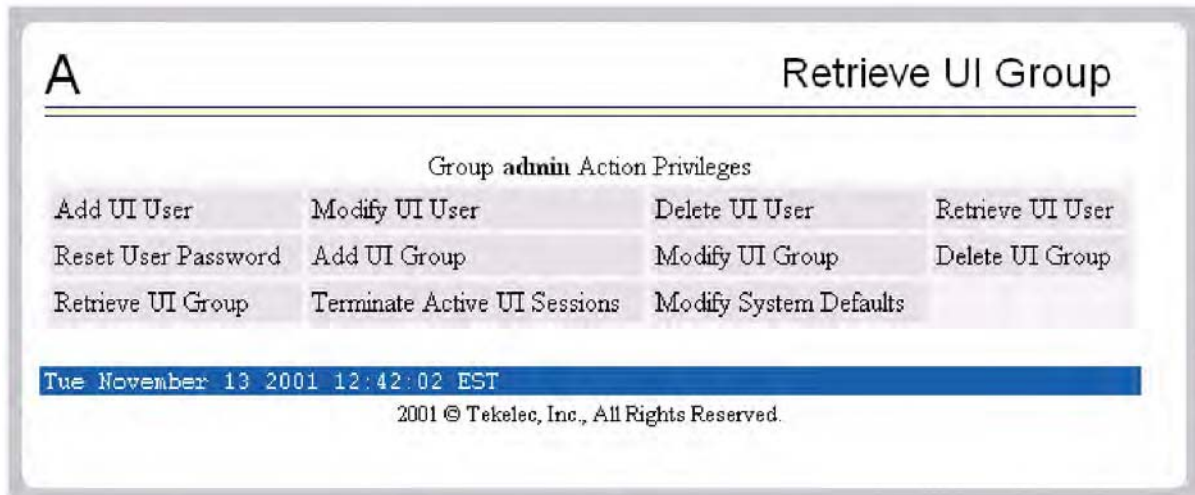 A Retrieve UI Group
Group admin Action Privileges
Add UI User Modify UI User Delete UI User Retrieve UI User
Reset User Password Add UI Group Modify UI Group Delete UI Group
Retrieve UI Group Terminate Active UI Sessions Modify System Defaults
Tue November 13 2001 12:42:02 EST
2001 © Tekelec, Inc., All Rights Reserved.